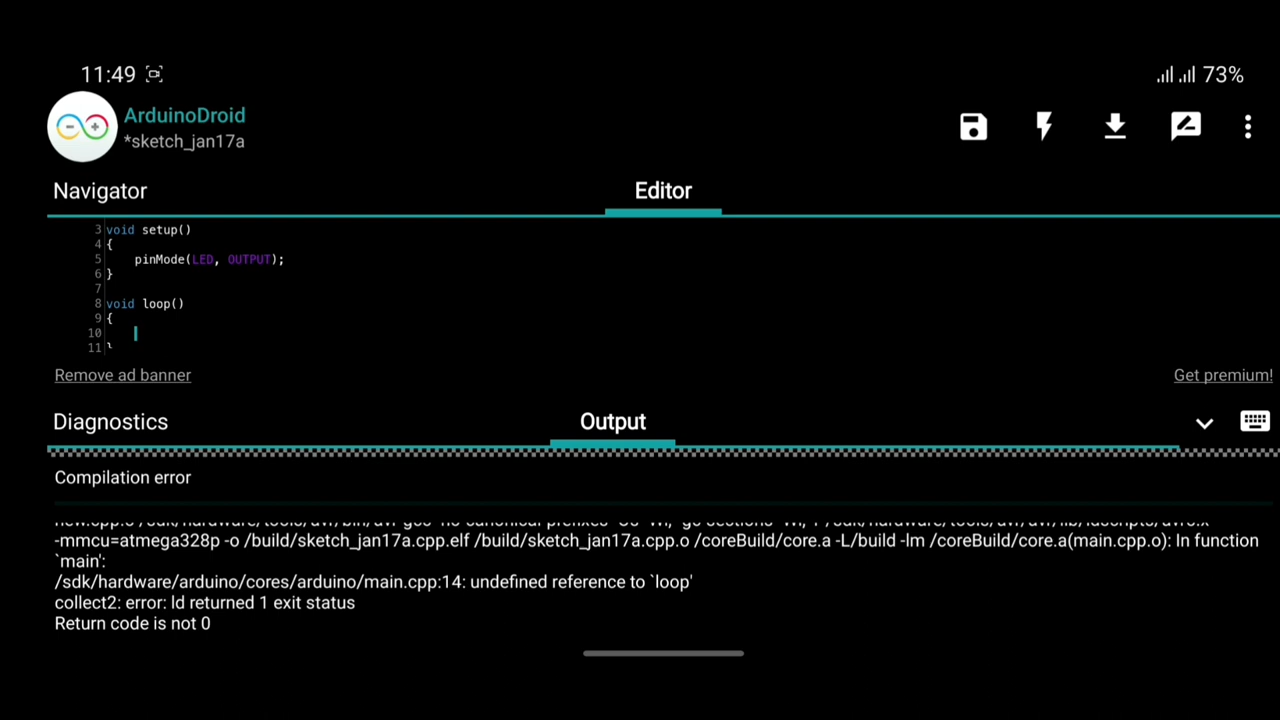 11:49 73%
ArduinoDroid
*sketch_jan17a
Navigator Editor
3 void setup()
4 {
5 pinMode(LED, OUTPUT);
6 }
7
8 void loop()
9 {
10
11 }
Remove ad banner Get premium!
Diagnostics Output
Compilation error
-mmcu=atmega328p -o /build/sketch_jan17a.cpp.elf /build/sketch_jan17a.cpp.o /coreBuild/core.a -L/build -lm /coreBuild/core.a(main.cpp.o): In function
`main':
/sdk/hardware/arduino/cores/arduino/main.cpp:14: undefined reference to `loop'
collect2: error: ld returned 1 exit status
Return code is not 0